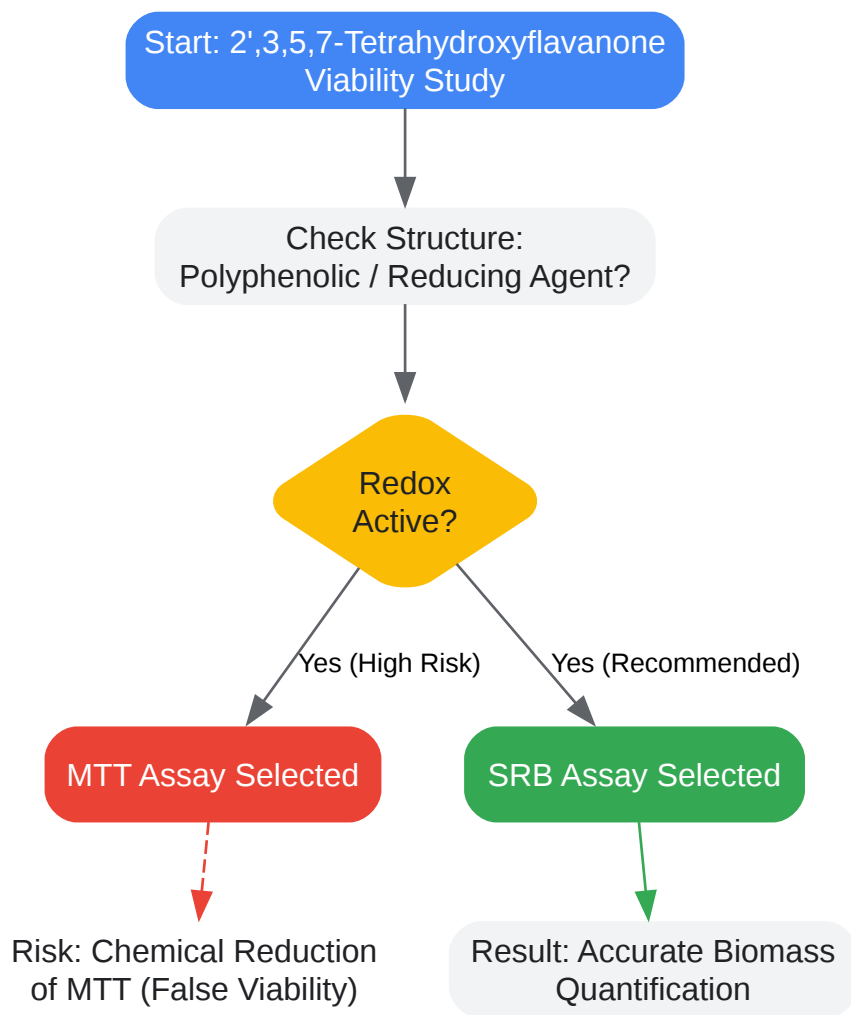 Start: 2',3,5,7-Tetrahydroxyflavanone
Viability Study
Check Structure:
Polyphenolic / Reducing Agent?
Redox
Active?
Yes (High Risk)
Yes (Recommended)
MTT Assay Selected
SRB Assay Selected
Risk: Chemical Reduction
of MTT (False Viability)
Result: Accurate Biomass
Quantification